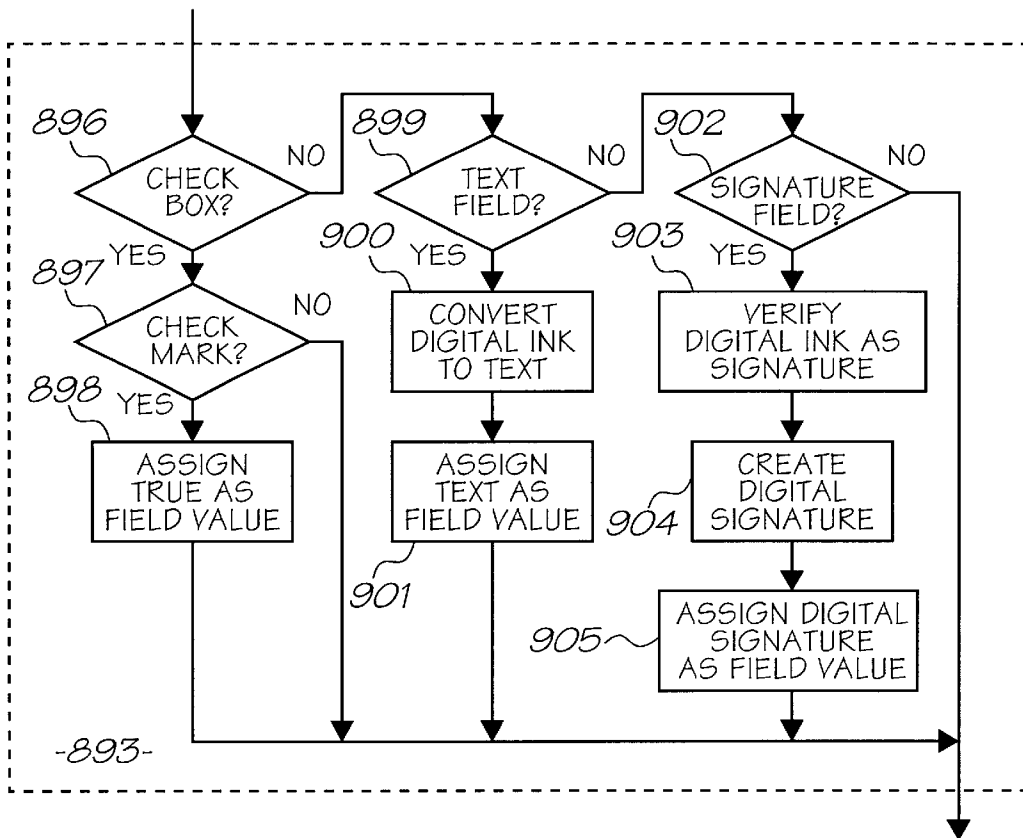 896
CHECK
BOX?
NO
YES
897
CHECK
MARK?
NO
YES
898
ASSIGN
TRUE AS
FIELD VALUE
899
TEXT
FIELD?
NO
YES
900
CONVERT
DIGITAL INK
TO TEXT
ASSIGN
TEXT AS
FIELD VALUE
901
902
SIGNATURE
FIELD?
NO
YES
903
VERIFY
DIGITAL INK AS
SIGNATURE
CREATE
DIGITAL
SIGNATURE
904
ASSIGN DIGITAL
SIGNATURE
AS FIELD VALUE
905
-893-